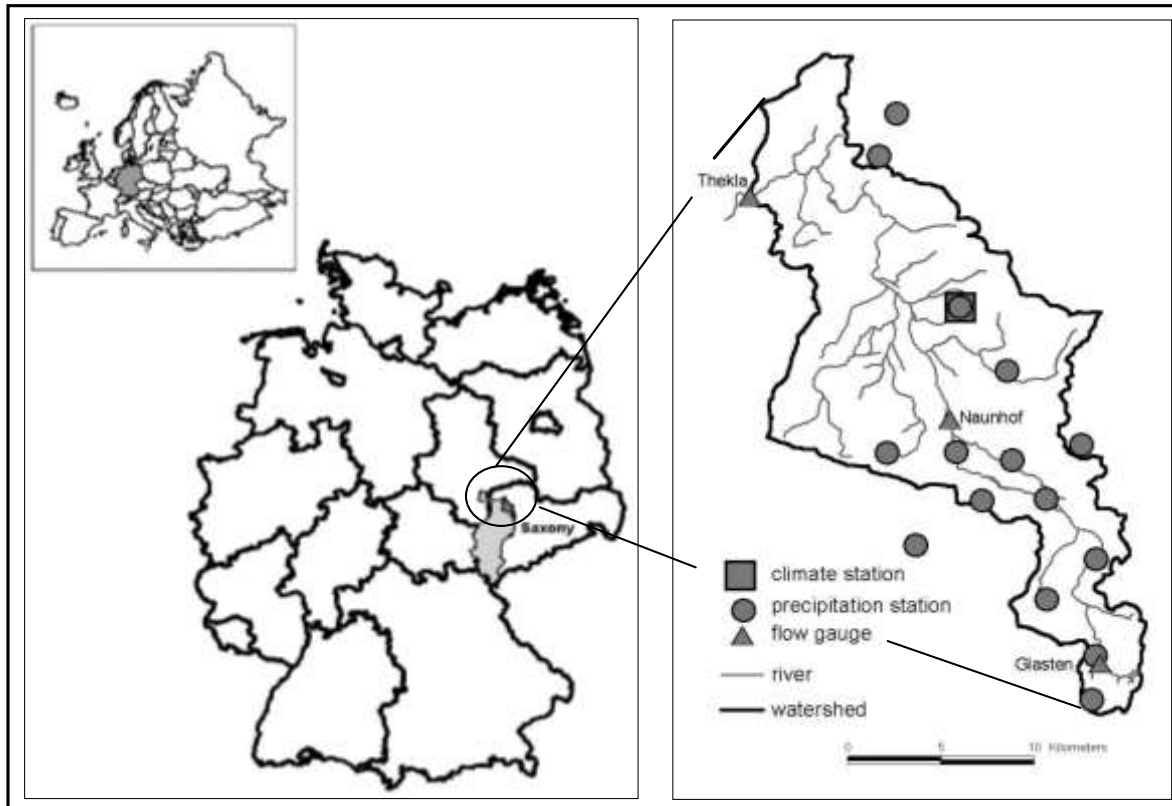 Thekla
Naunhof
Saxony
climate station
precipitation station
flow gauge
Glasten
river
watershed
0 5 10 Kilometers